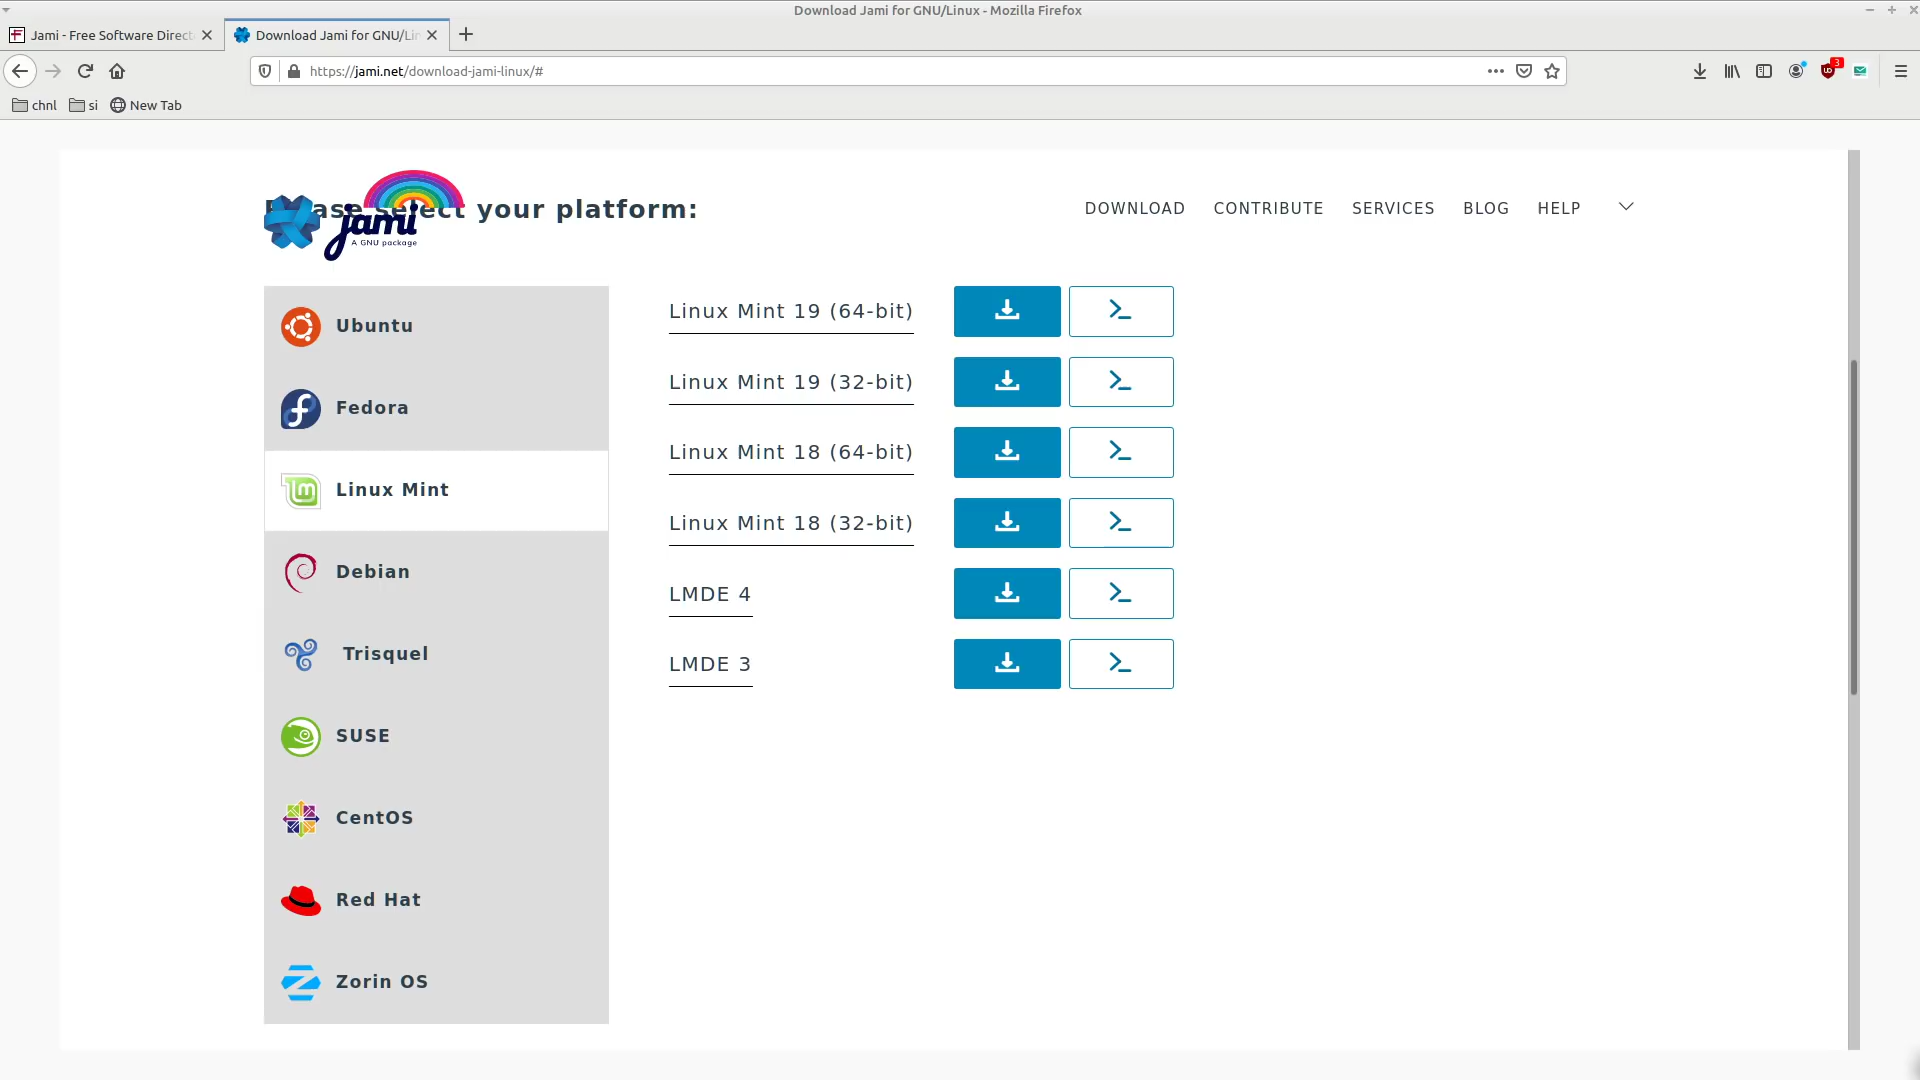 Download Jami for GNU/Linux - Mozilla Firefox
Jami - Free Software Direct
Download Jami for GNU/Lin
https://jami.net/download-jami-linux/#
3
chnl
si
New Tab
select your platform:
jami
A GNU package
DOWNLOAD
CONTRIBUTE
SERVICES
BLOG
HELP
Ubuntu
Fedora
Linux Mint
Debian
Trisquel
SUSE
CentOS
Red Hat
Zorin OS
Linux Mint 19 (64-bit)
Linux Mint 19 (32-bit)
Linux Mint 18 (64-bit)
Linux Mint 18 (32-bit)
LMDE 4
LMDE 3